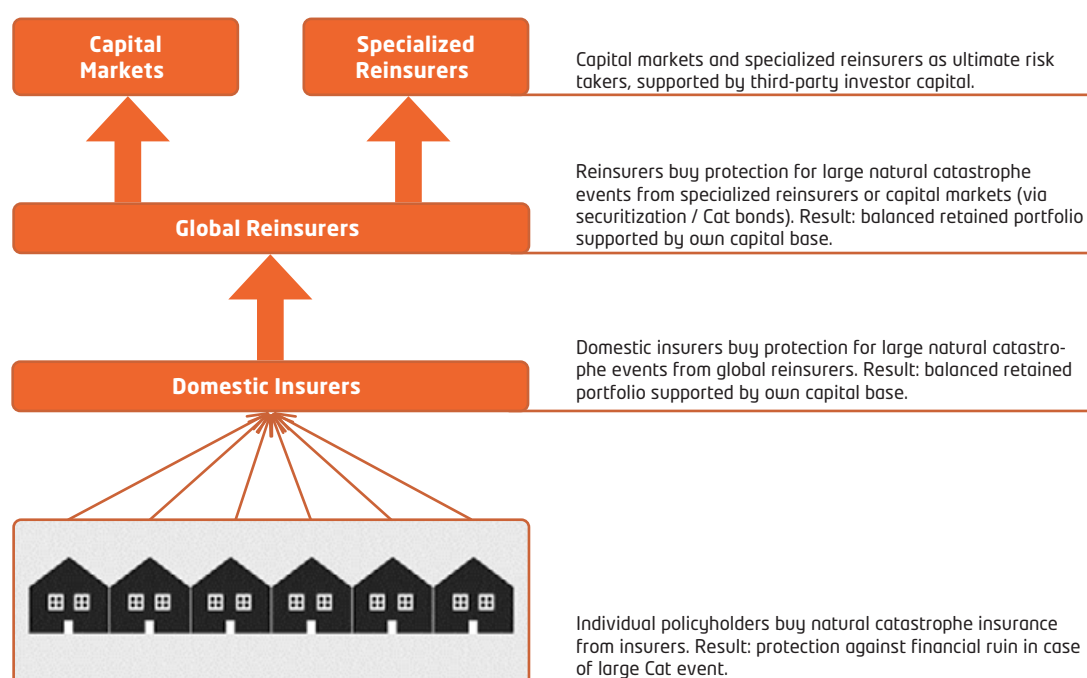 Capital
Markets
Specialized
Reinsurers
Capital markets and specialized reinsurers as ultimate risk
takers, supported by third-party investor capital.
Global Reinsurers
Reinsurers buy protection for large natural catastrophe
events from specialized reinsurers or capital markets (via
securitization / Cat bonds). Result: balanced retained portfolio
supported by own capital base.
Domestic Insurers
Domestic insurers buy protection for large natural catastro-
phe events from global reinsurers. Result: balanced retained
portfolio supported by own capital base.
Individual policyholders buy natural catastrophe insurance
from insurers. Result: protection against financial ruin in case
of large Cat event.